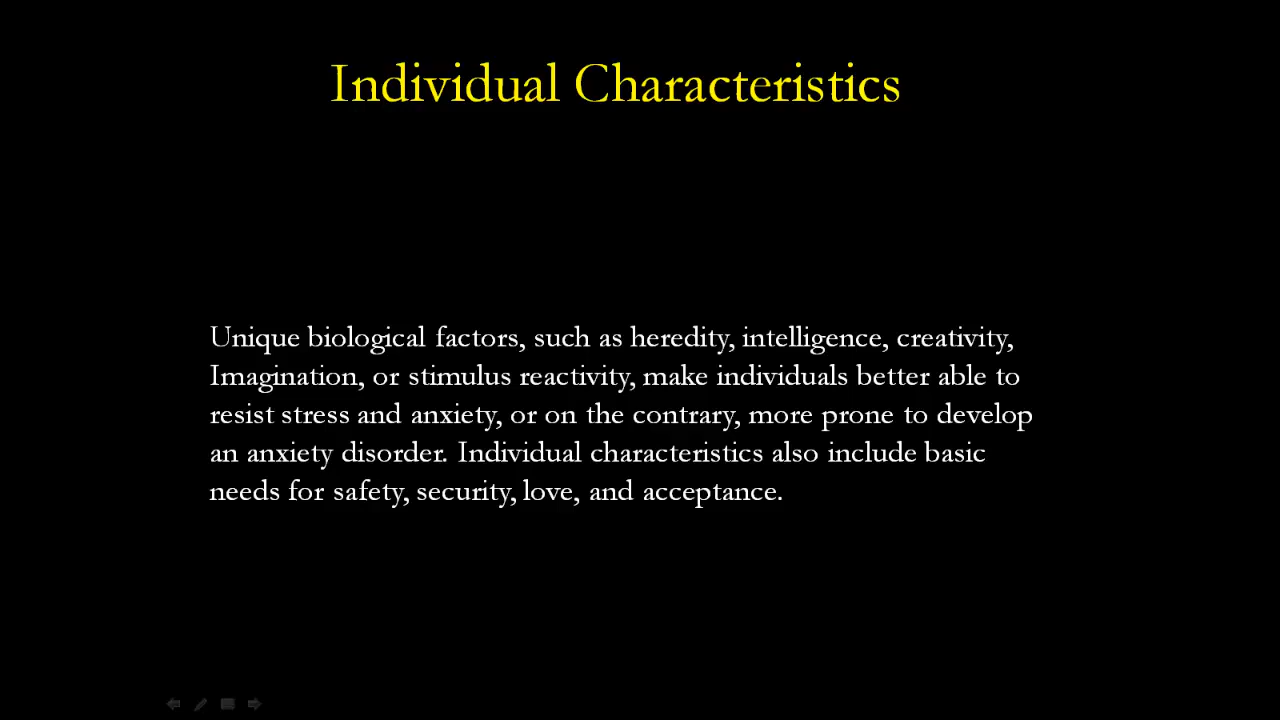 Individual Characteristics
Unique biological factors, such as heredity, intelligence, creativity,
Imagination, or stimulus reactivity, make individuals better able to
resist stress and anxiety, or on the contrary, more prone to develop
an anxiety disorder. Individual characteristics also include basic
needs for safety, security, love, and acceptance.